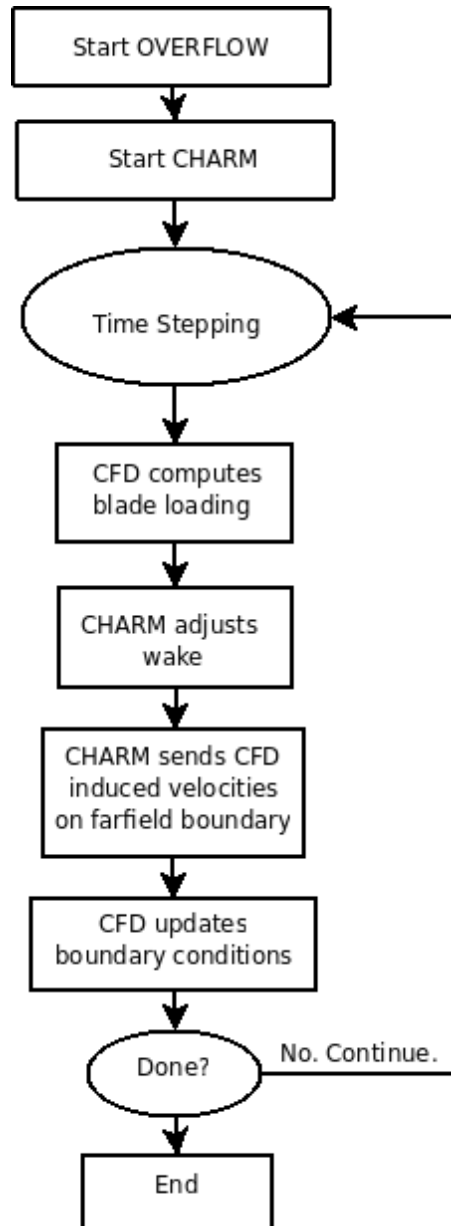 Start OVERFLOW
Start CHARM
Time Stepping
CFD computes
blade loading
CHARM adjusts
wake
CHARM sends CFD
induced velocities
on farfield boundary
CFD updates
boundary conditions
Done?
No. Continue.
End